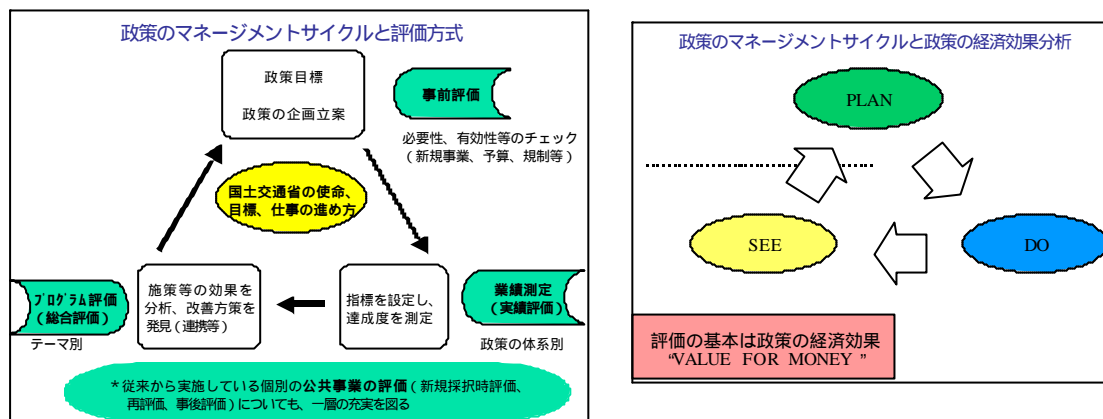 政策のマネージメントサイクルと評価方式
政策目標
政策の企画立案
事前評価
必要性、有効性等のチェック
(新規事業、予算、規制等)
国土交通省の使命、
目標、仕事の進め方
プログラム評価
(総合評価)
テーマ別
施策等の効果を
分析、改善方策を
発見(連携等)
指標を設定し、
達成度を測定
業績測定
(実績評価)
政策の体系別
*従来から実施している個別の公共事業の評価(新規採択時評価、
再評価、事後評価)についても、一層の充実を図る
政策のマネージメントサイクルと政策の経済効果分析
PLAN
SEE
DO
評価の基本は政策の経済効果
“VALUE FOR MONEY ”